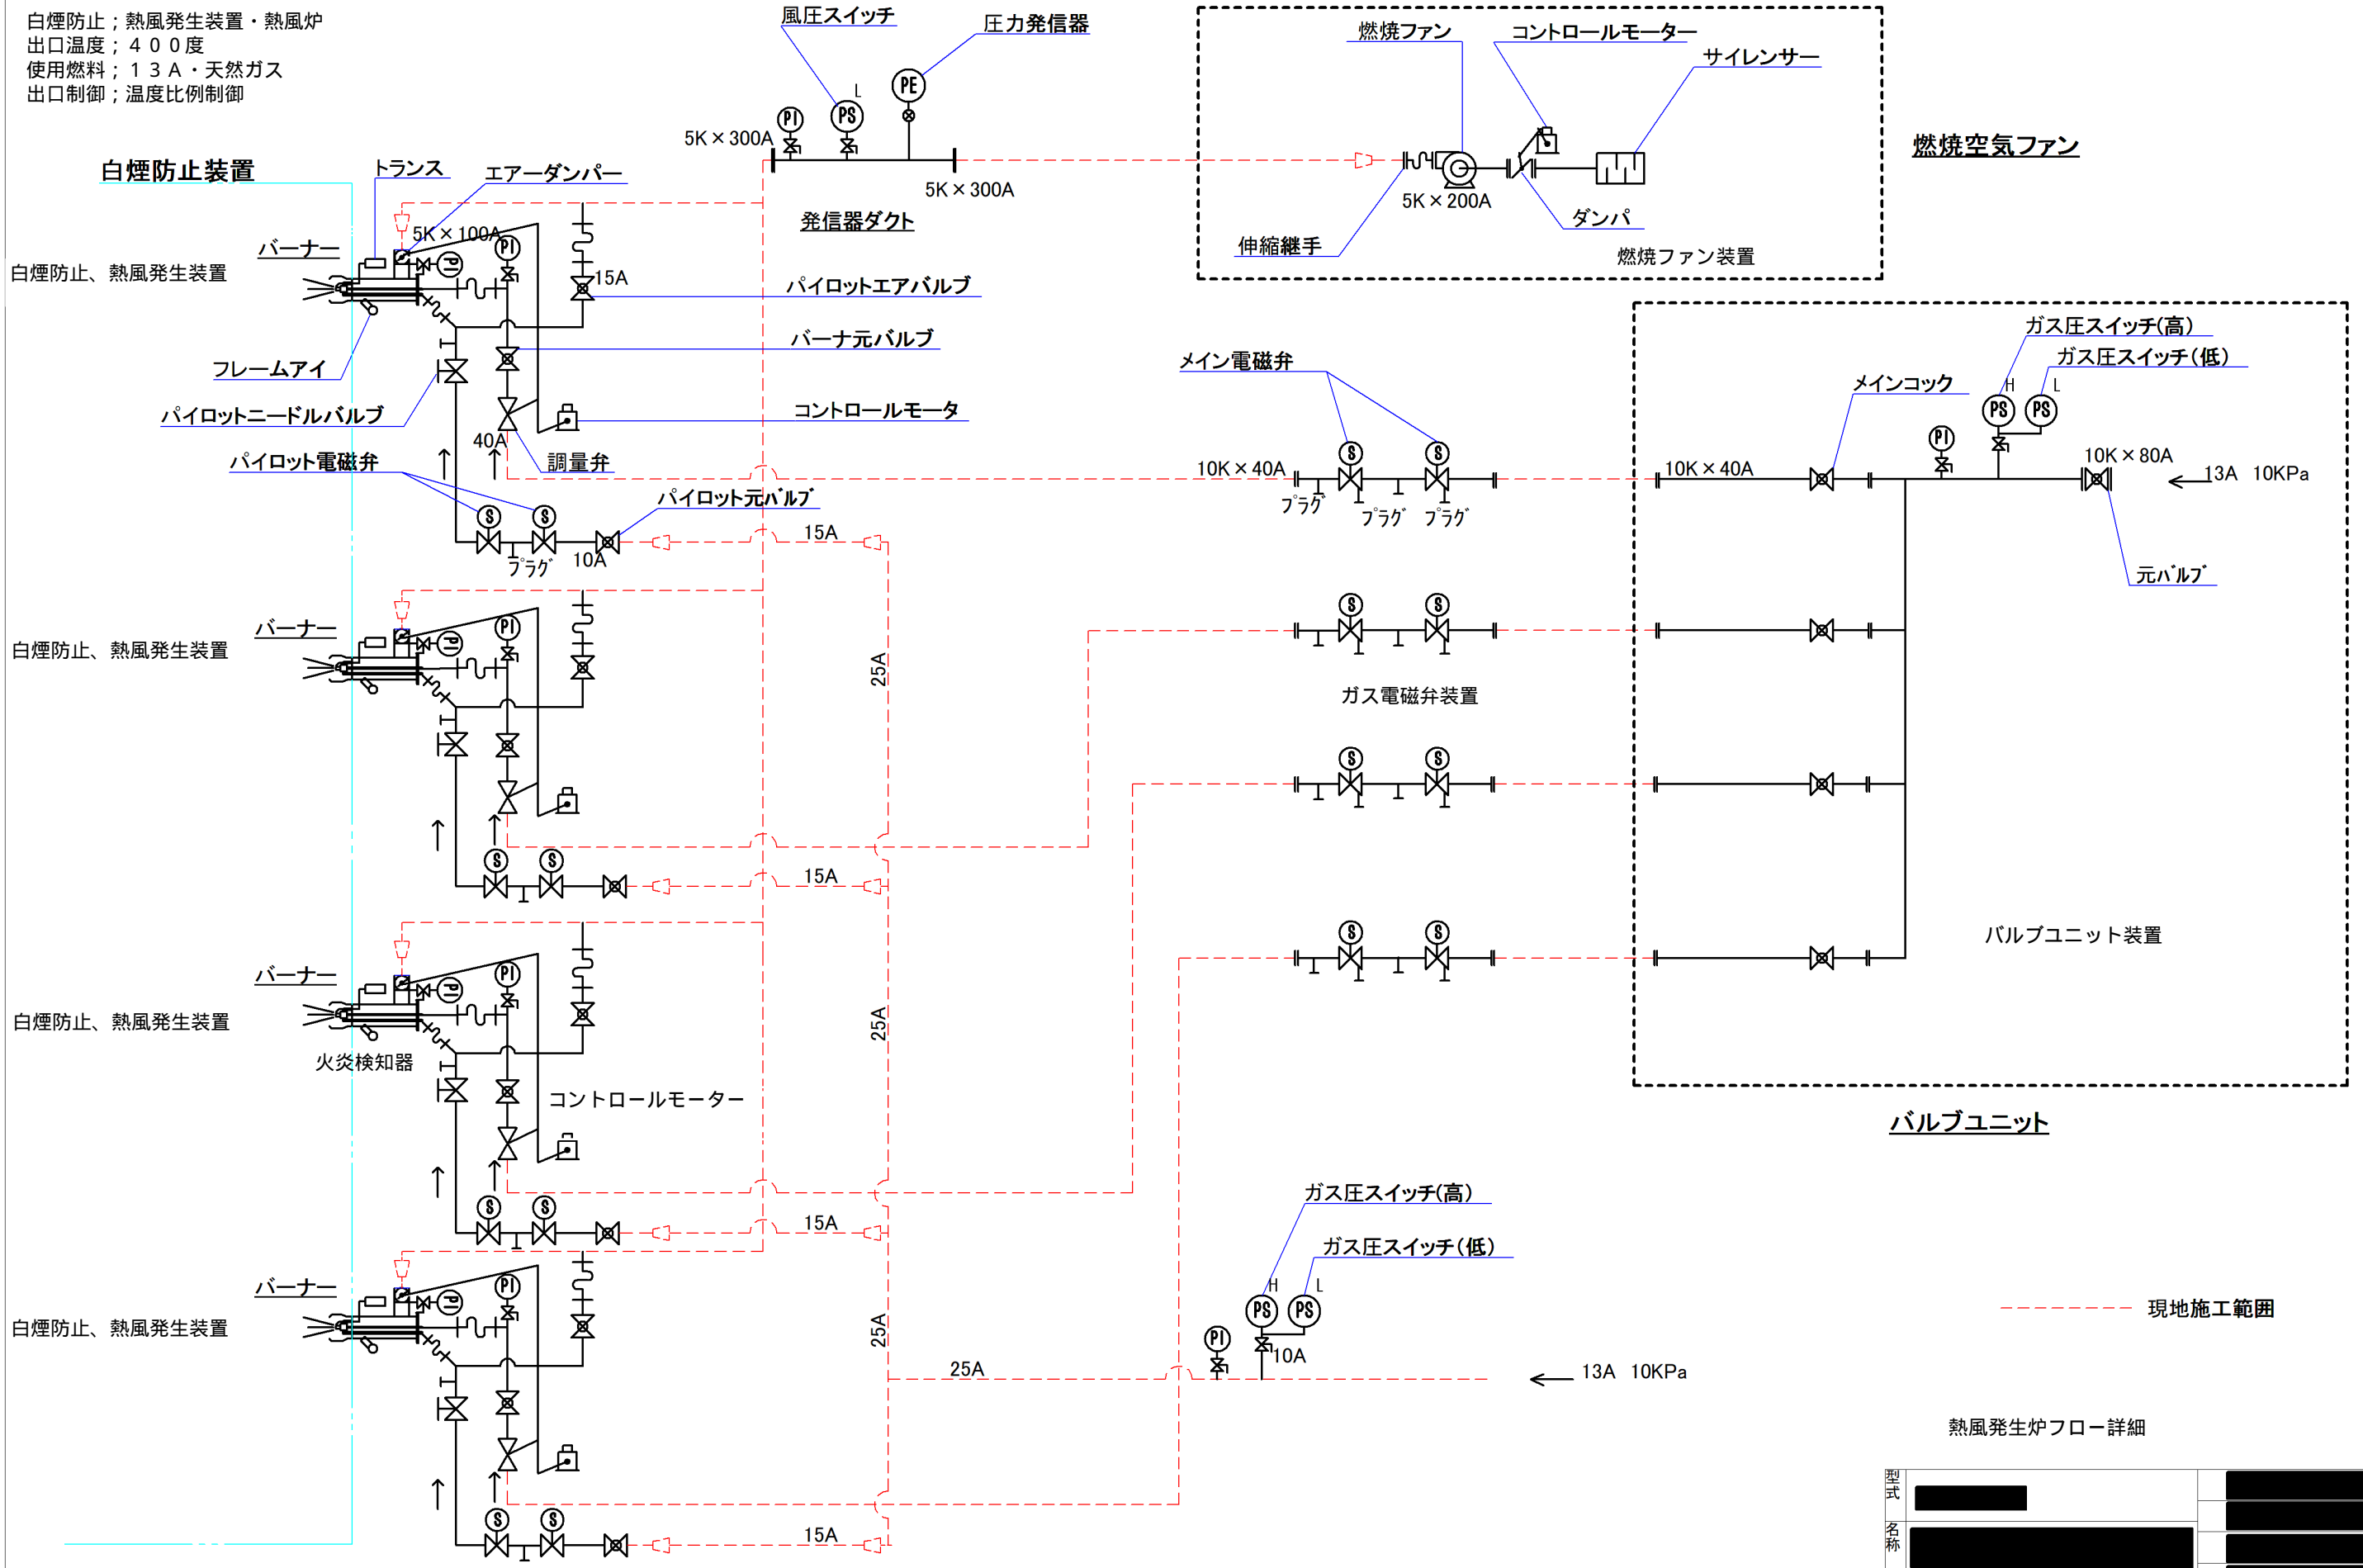 白煙防止；熱風発生装置・熱風炉
出口温度；４００度
使用燃料；１３Ａ・天然ガス
出口制御；温度比例制御
風圧スイッチ
圧力発信器
PI
PS
L
PE
5K×300A
5K×300A
発信器ダクト
燃焼ファン
コントロールモーター
サイレンサー
5K×200A
ダンパ
伸縮継手
燃焼ファン装置
燃焼空気ファン
白煙防止装置
トランス
エアーダンパー
5K×100A
PI
PI
バーナー
白煙防止、熱風発生装置
15A
パイロットエアバルブ
バーナ元バルブ
フレームアイ
パイロットニードルバルブ
コントロールモータ
40A
調量弁
パイロット電磁弁
パイロット元ﾊﾞﾙﾌﾞ
S
S
ﾌﾟﾗｸﾞ
10A
15A
メイン電磁弁
10K×40A
S
S
ﾌﾟﾗｸﾞ
ﾌﾟﾗｸﾞ
ﾌﾟﾗｸﾞ
10K×40A
メインコック
ガス圧スイッチ(高)
ガス圧スイッチ(低)
H
L
PS
PS
PI
10K×80A
13A 10KPa
元ﾊﾞﾙﾌﾞ
バーナー
白煙防止、熱風発生装置
PI
PI
25A
S
S
15A
S
S
ガス電磁弁装置
S
S
バーナー
白煙防止、熱風発生装置
PI
PI
火炎検知器
コントロールモーター
25A
S
S
15A
S
S
バルブユニット装置
バルブユニット
バーナー
白煙防止、熱風発生装置
PI
PI
25A
S
S
15A
25A
ガス圧スイッチ(高)
ガス圧スイッチ(低)
H
L
PS
PS
PI
10A
13A 10KPa
現地施工範囲
熱風発生炉フロー詳細
型式
名称